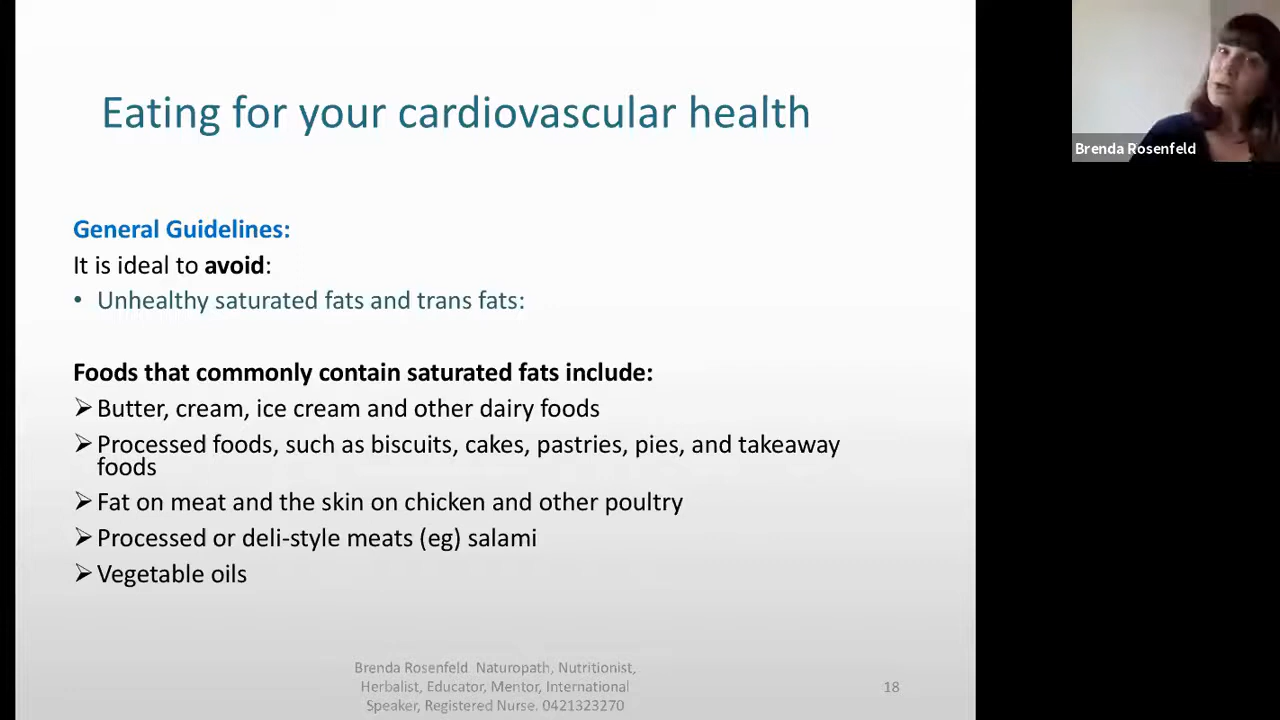 Eating for your cardiovascular health
Brenda Rosenfeld
General Guidelines:
It is ideal to avoid:
• Unhealthy saturated fats and trans fats:
Foods that commonly contain saturated fats include:
➢ Butter, cream, ice cream and other dairy foods
➢ Processed foods, such as biscuits, cakes, pastries, pies, and takeaway
foods
➢ Fat on meat and the skin on chicken and other poultry
➢ Processed or deli-style meats (eg) salami
➢ Vegetable oils
Brenda Rosenfeld Naturopath, Nutritionist,
Herbalist, Educator, Mentor, International
Speaker, Registered Nurse. 0421323270
18